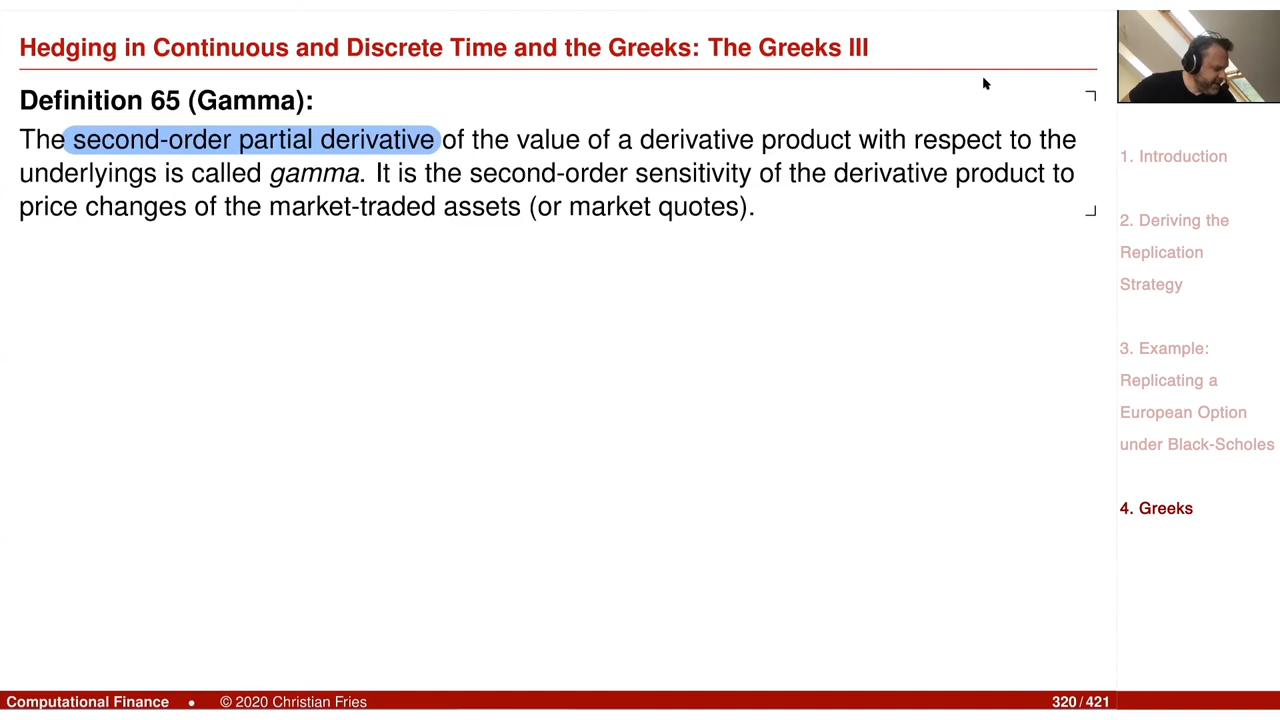 Hedging in Continuous and Discrete Time and the Greeks: The Greeks III
Definition 65 (Gamma):
The second-order partial derivative of the value of a derivative product with respect to the
underlyings is called gamma. It is the second-order sensitivity of the derivative product to
price changes of the market-traded assets (or market quotes).
1. Introduction
2. Deriving the
Replication
Strategy
3. Example:
Replicating a
European Option
under Black-Scholes
4. Greeks
Computational Finance • © 2020 Christian Fries 320/421